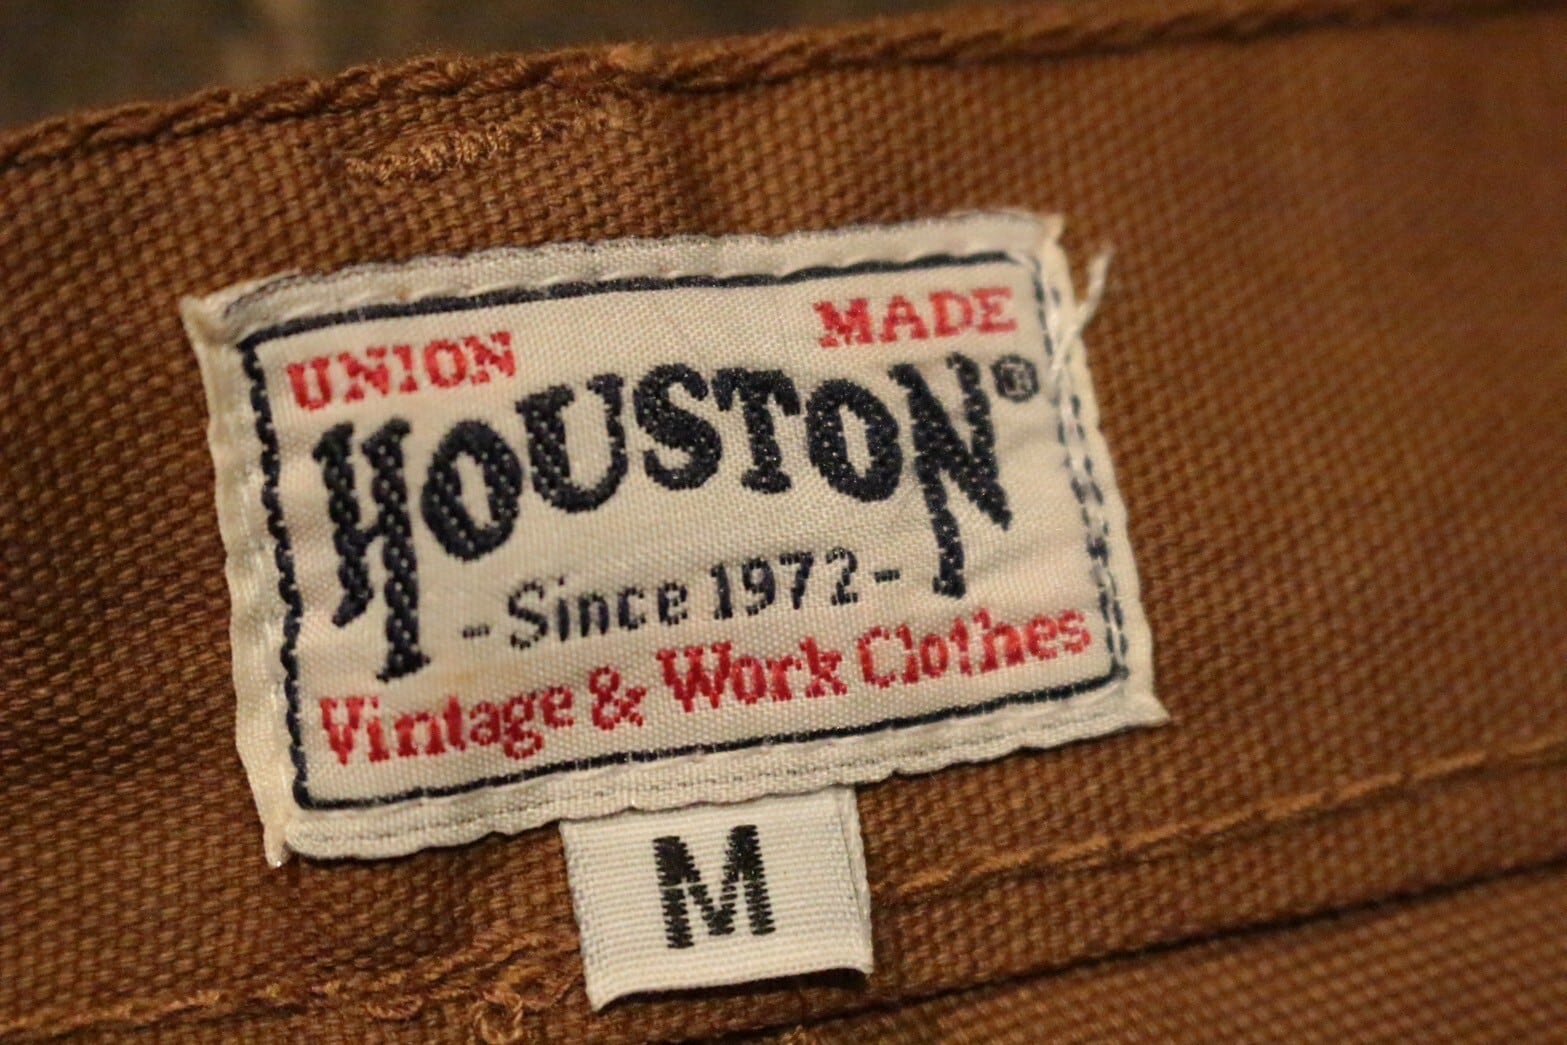 UNION MADE
HOUSTON®
- Since 1972 -
Vintage & Work Clothes
M